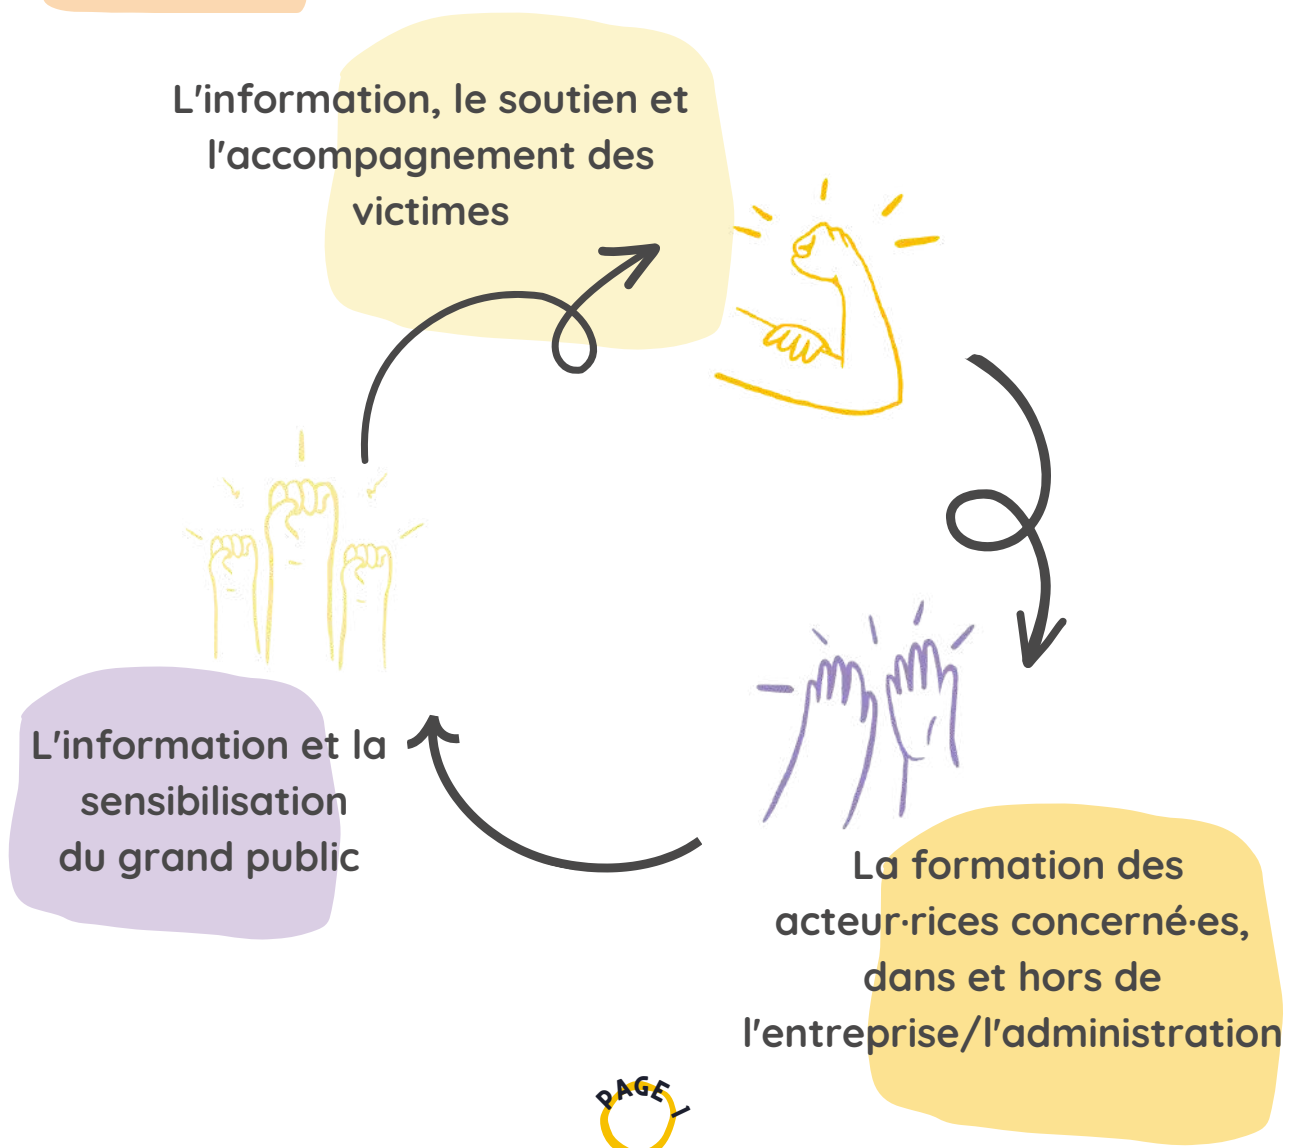 L'information, le soutien et
l'accompagnement des
victimes
L'information et la
sensibilisation
du grand public
La formation des
acteur·rices concerné·es,
dans et hors de
l'entreprise/l'administration
PAGE 1